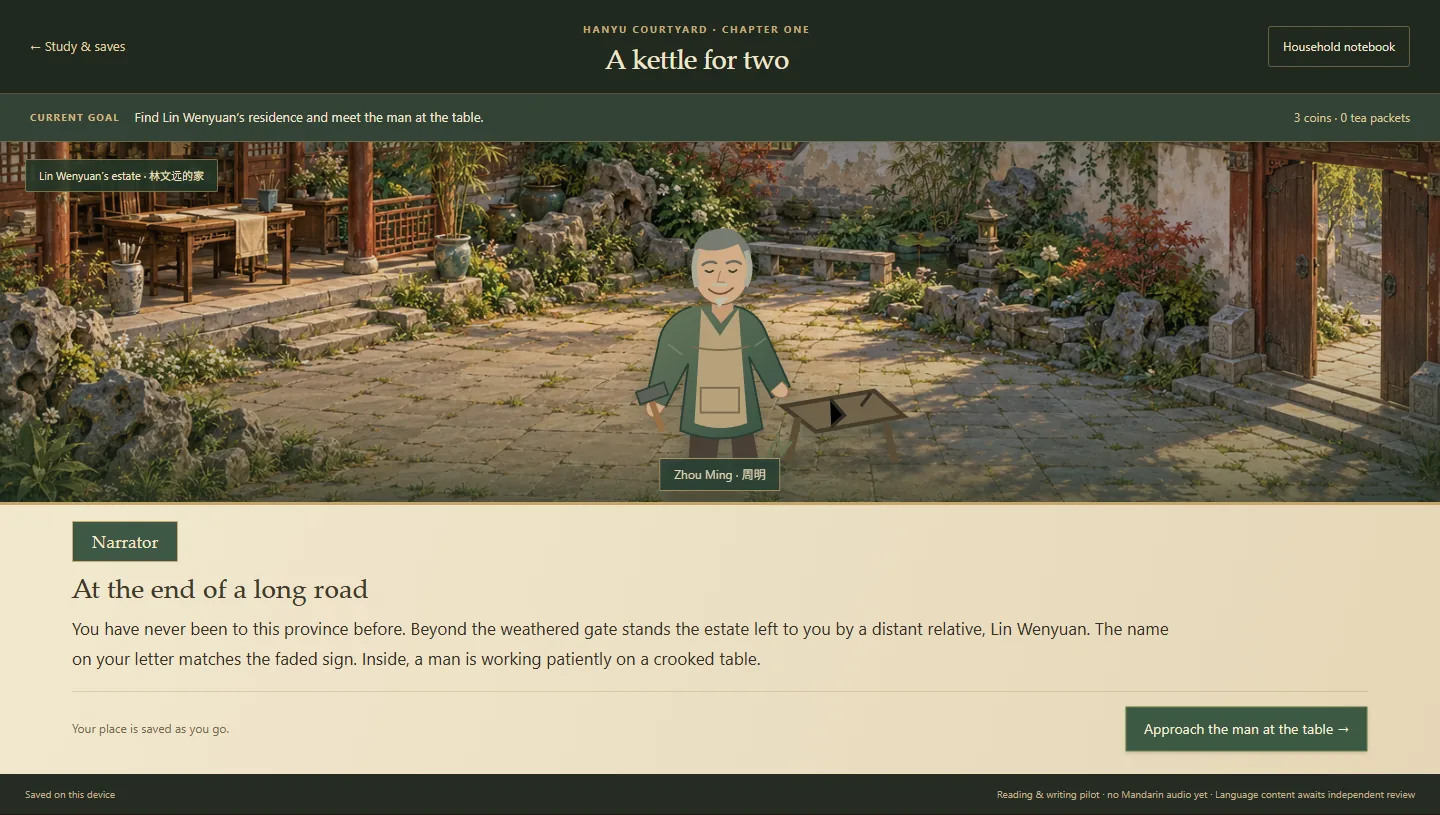 ← Study & saves
HANYU COURTYARD · CHAPTER ONE
A kettle for two
Household notebook
CURRENT GOAL Find Lin Wenyuan's residence and meet the man at the table.
3 coins · 0 tea packets
Lin Wenyuan's estate · 林文远的家
Zhou Ming · 周明
Narrator
At the end of a long road
You have never been to this province before. Beyond the weathered gate stands the estate left to you by a distant relative, Lin Wenyuan. The name
on your letter matches the faded sign. Inside, a man is working patiently on a crooked table.
Your place is saved as you go.
Approach the man at the table →
Saved on this device
Reading & writing pilot · no Mandarin audio yet · Language content awaits independent review